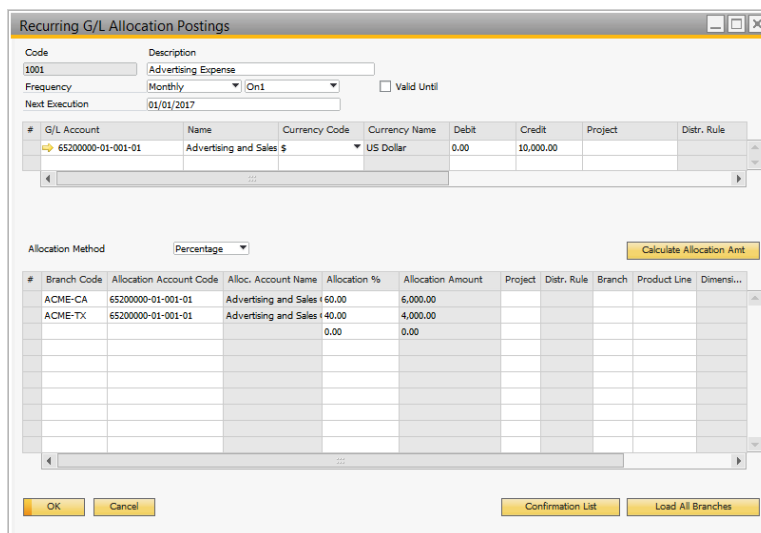 Recurring G/L Allocation Postings
Code Description
1001 Advertising Expense
Frequency Monthly On1 Valid Until
Next Execution 01/01/2017
# G/L Account Name Currency Code Currency Name Debit Credit Project Distr. Rule
65200000-01-001-01 Advertising and Sales $ US Dollar 0.00 10,000.00
Allocation Method Percentage Calculate Allocation Amt
# Branch Code Allocation Account Code Alloc. Account Name Allocation % Allocation Amount Project Distr. Rule Branch Product Line Dimensi...
ACME-CA 65200000-01-001-01 Advertising and Sales 60.00 6,000.00
ACME-TX 65200000-01-001-01 Advertising and Sales 40.00 4,000.00
0.00 0.00
OK Cancel Confirmation List Load All Branches